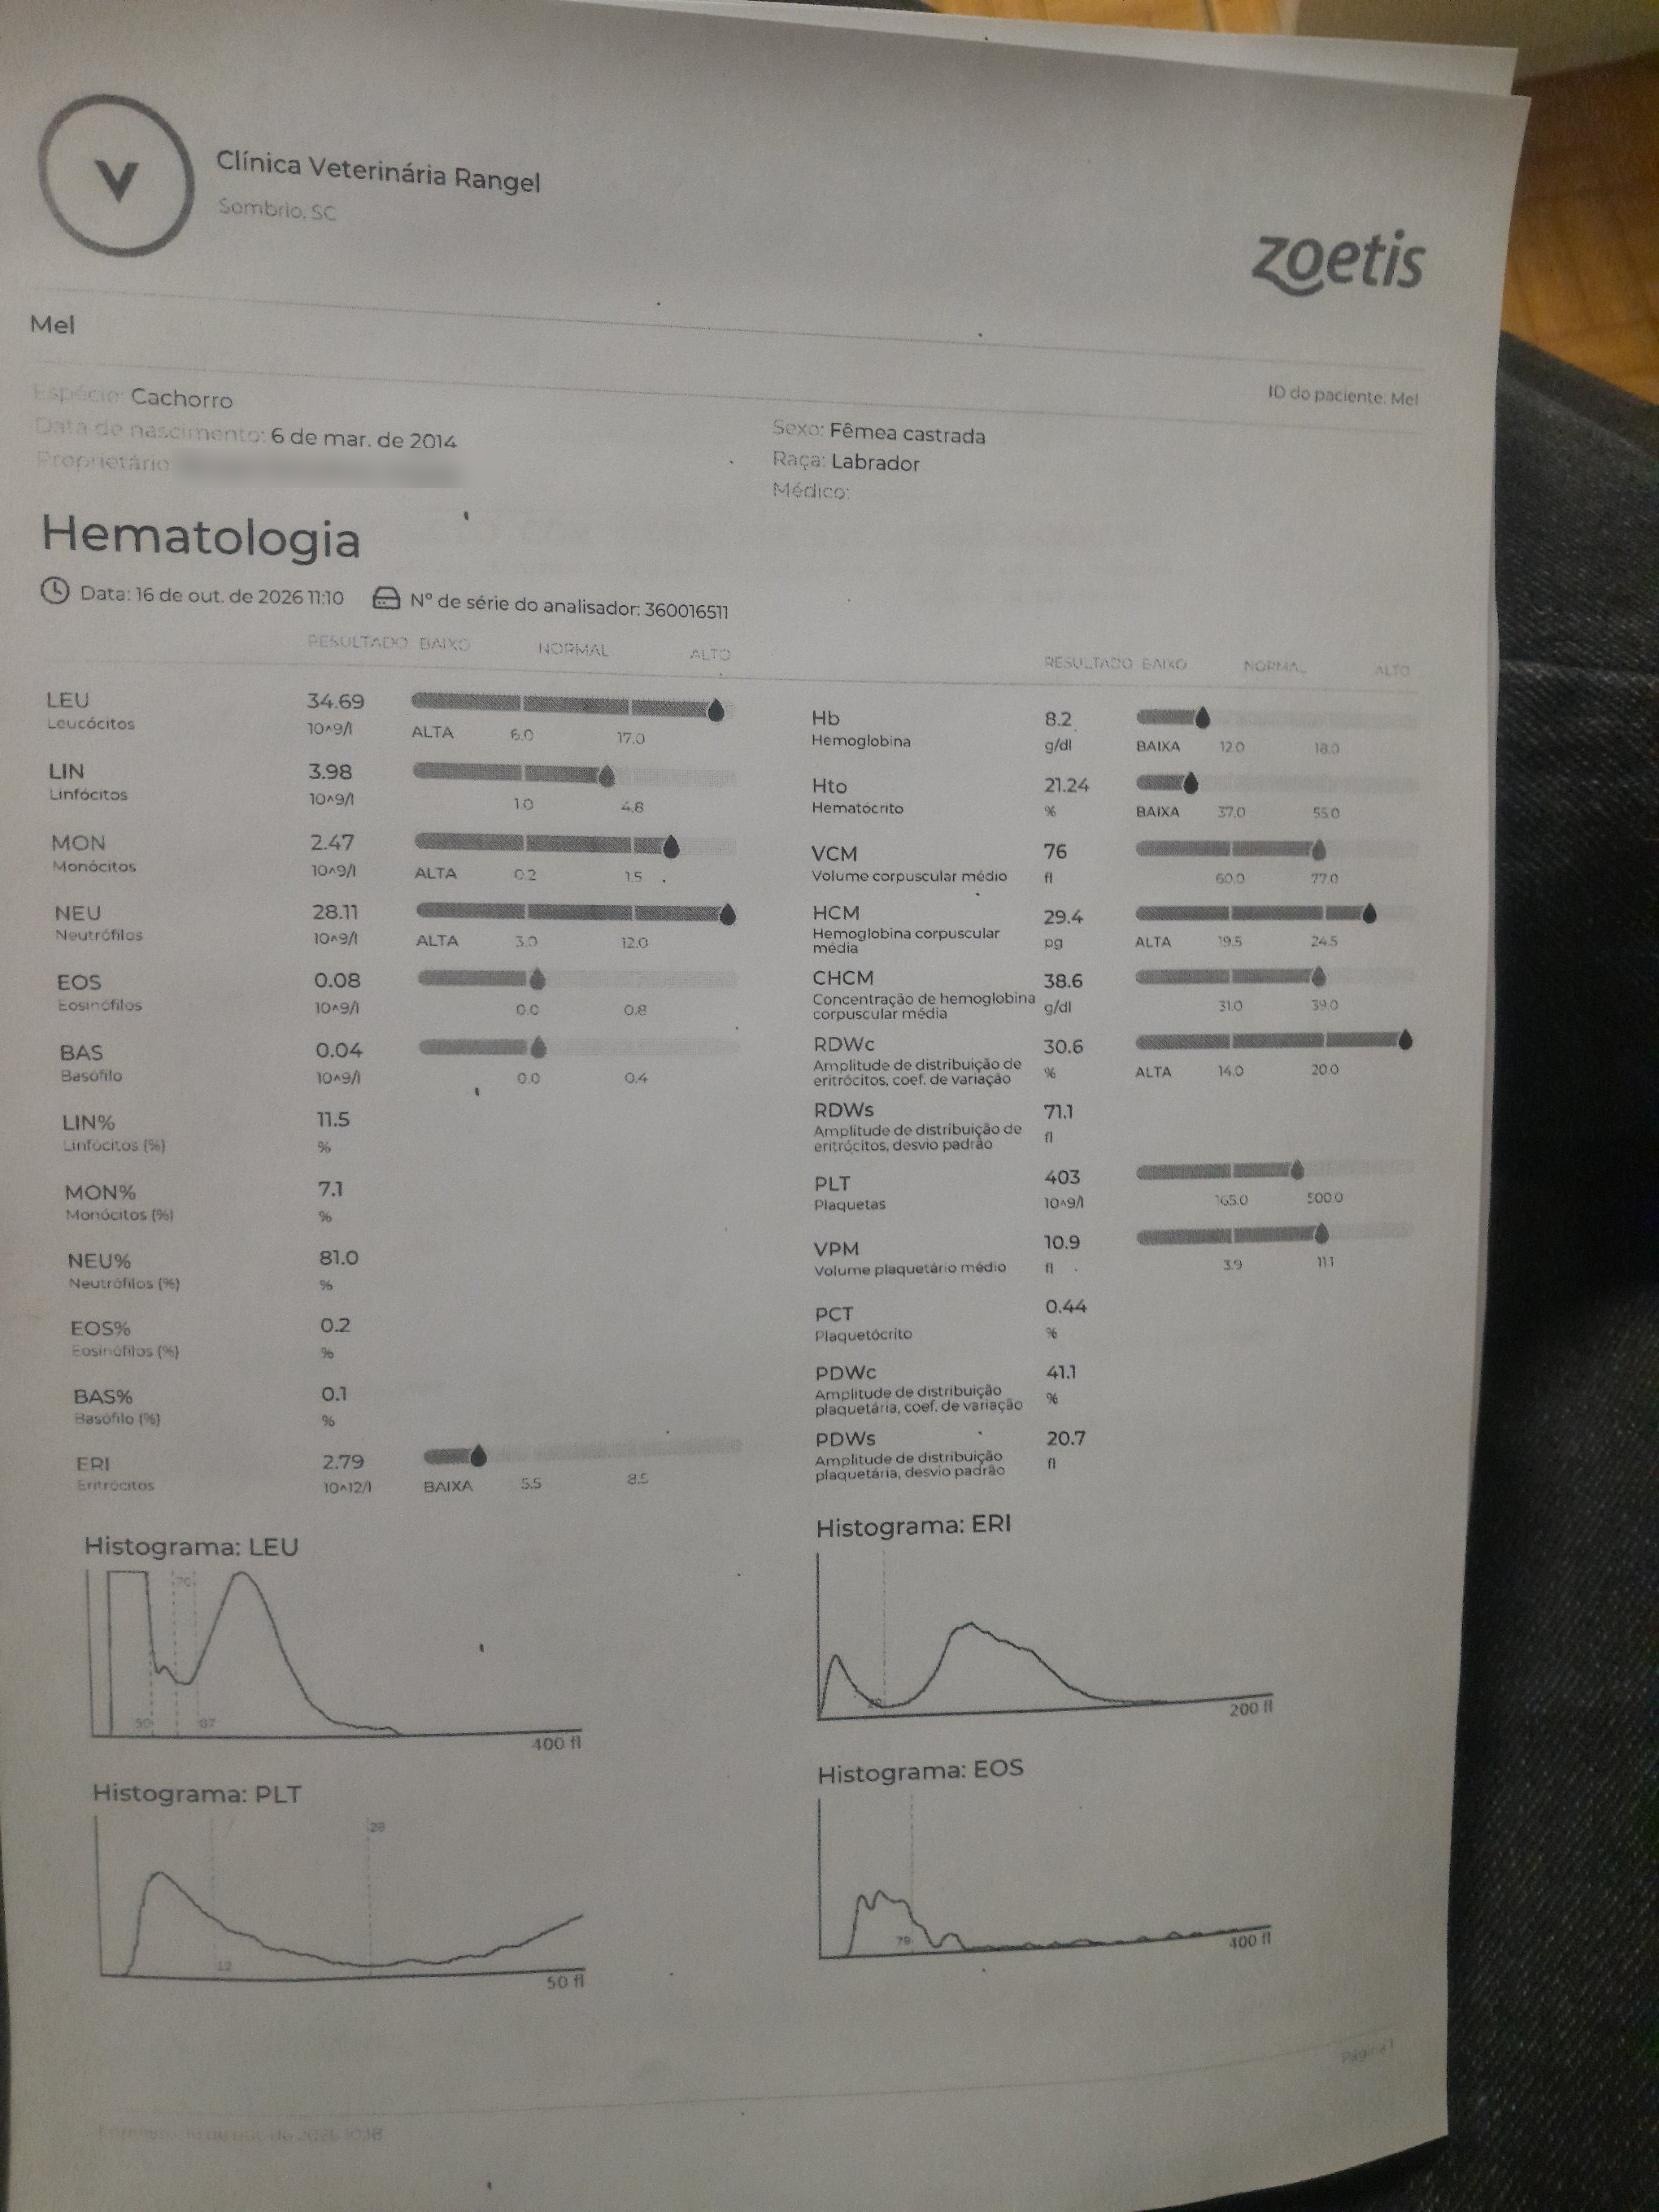 V
Clínica Veterinária Rangel
Sombrio, SC
zoetis
Mel
ID do paciente: Mel
Espécie: Cachorro
Data de nascimento: 6 de mar. de 2014
Proprietário
Sexo: Fêmea castrada
Raça: Labrador
Médico:
Hematologia
Data: 16 de out. de 2026 11:10 Nº de série do analisador: 360016511
RESULTADO BAIXO NORMAL ALTO
LEU 34.69
Leucócitos 10^9/l ALTA 6.0 17.0
LIN 3.98
Linfócitos 10^9/l 1.0 4.8
MON 2.47
Monócitos 10^9/l ALTA 0.2 1.5
NEU 28.11
Neutrófilos 10^9/l ALTA 3.0 12.0
EOS 0.08
Eosinófilos 10^9/l 0.0 0.8
BAS 0.04
Basófilo 10^9/l 0.0 0.4
LIN% 11.5
Linfócitos (%) %
MON% 7.1
Monócitos (%) %
NEU% 81.0
Neutrófilos (%) %
EOS% 0.2
Eosinófilos (%) %
BAS% 0.1
Basófilo (%) %
ERI 2.79
Eritrócitos 10^12/l BAIXA 5.5 8.5
RESULTADO BAIXO NORMAL ALTO
Hb 8.2
Hemoglobina g/dl BAIXA 12.0 18.0
Hto 21.24
Hematócrito % BAIXA 37.0 55.0
VCM 76
Volume corpuscular médio fl 60.0 77.0
HCM 29.4
Hemoglobina corpuscular
média pg ALTA 19.5 24.5
CHCM 38.6
Concentração de hemoglobina
corpuscular média g/dl 31.0 39.0
RDWc 30.6
Amplitude de distribuição de
eritrócitos, coef. de variação % ALTA 14.0 20.0
RDWs 71.1
Amplitude de distribuição de
eritrócitos, desvio padrão fl
PLT 403
Plaquetas 10^9/l 165.0 500.0
VPM 10.9
Volume plaquetário médio fl 3.9 11.1
PCT 0.44
Plaquetócrito %
PDWc 41.1
Amplitude de distribuição
plaquetária, coef. de variação %
PDWs 20.7
Amplitude de distribuição
plaquetária, desvio padrão fl
Histograma: LEU
400 fl
Histograma: ERI
200 fl
Histograma: PLT
28
12
50 fl
Histograma: EOS
79
400 fl
Página 1